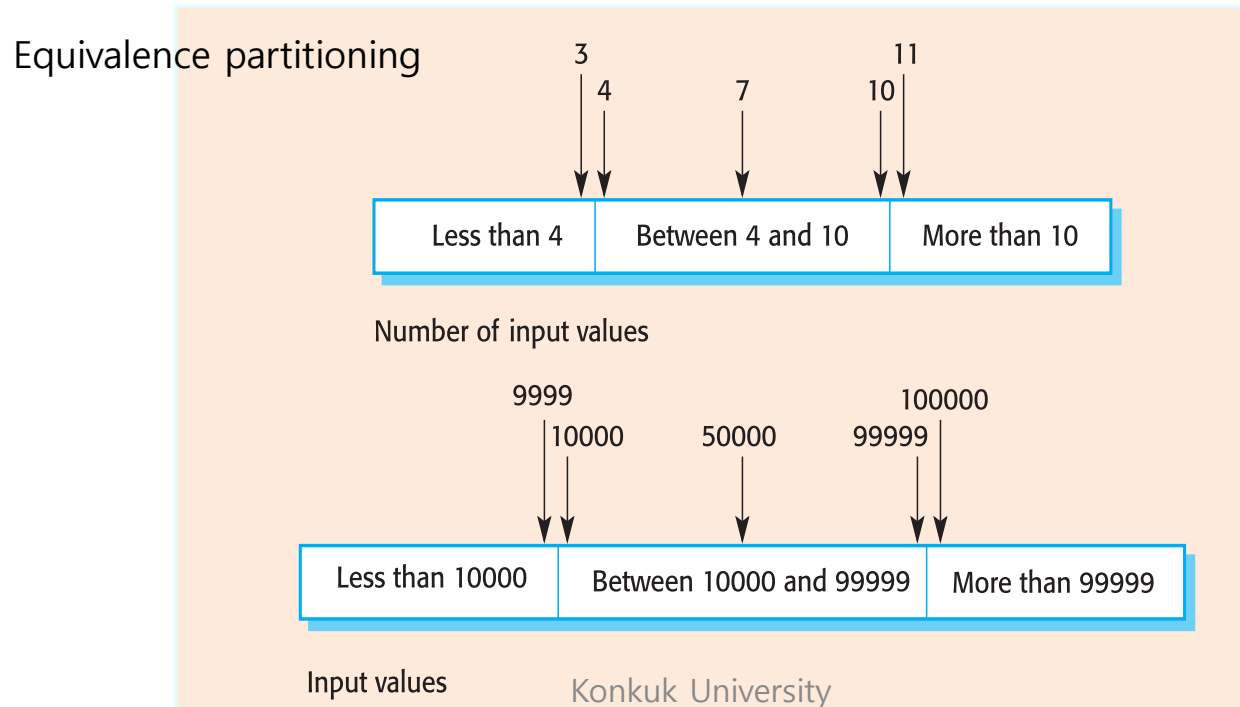 Equivalence partitioning
3
11
4
7
10
Less than 4
Between 4 and 10
More than 10
Number of input values
9999
100000
10000
50000
99999
Less than 10000
Between 10000 and 99999
More than 99999
Input values
Konkuk University